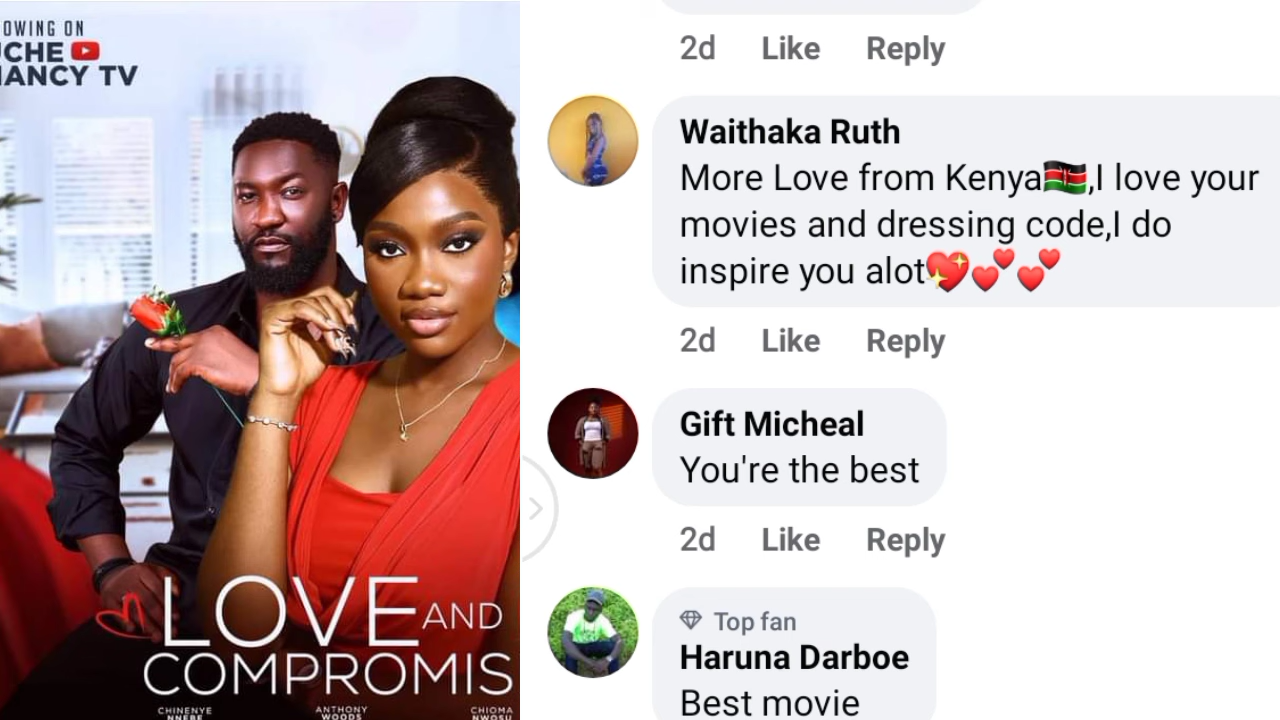 OWING ON
CHE
ANCY TV
LOVE AND
COMPROMIS
CHINENYE
NNEBE
ANTHONY
WOODS
CHIOMA
NWOSU
2d Like Reply
Waithaka Ruth
More Love from Kenya🇰🇪,I love your
movies and dressing code,I do
inspire you alot💖💕💕
2d Like Reply
Gift Micheal
You're the best
2d Like Reply
Top fan
Haruna Darboe
Best movie